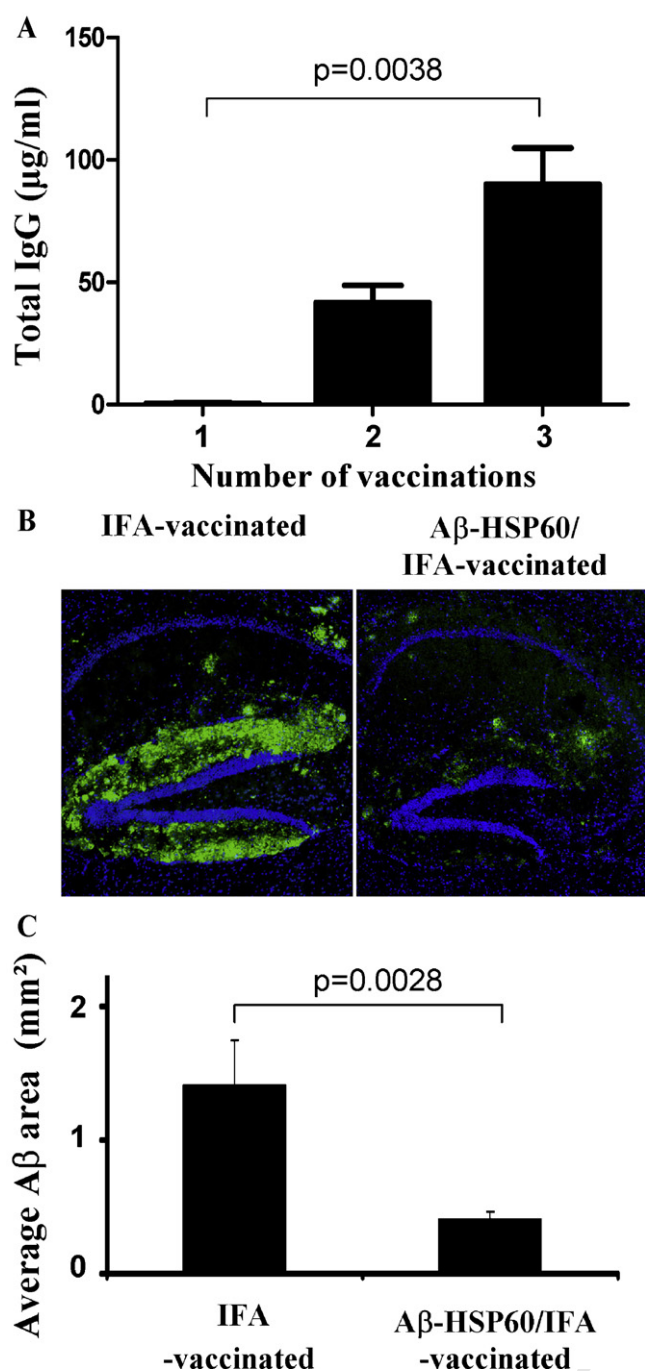 A
150
100
50
0
Total IgG (μg/ml)
p=0.0038
1 2 3
Number of vaccinations
B
IFA-vaccinated
Aβ-HSP60/
IFA-vaccinated
C
2
1
0
Average Aβ area (mm²)
p=0.0028
IFA
-vaccinated
Aβ-HSP60/IFA
-vaccinated